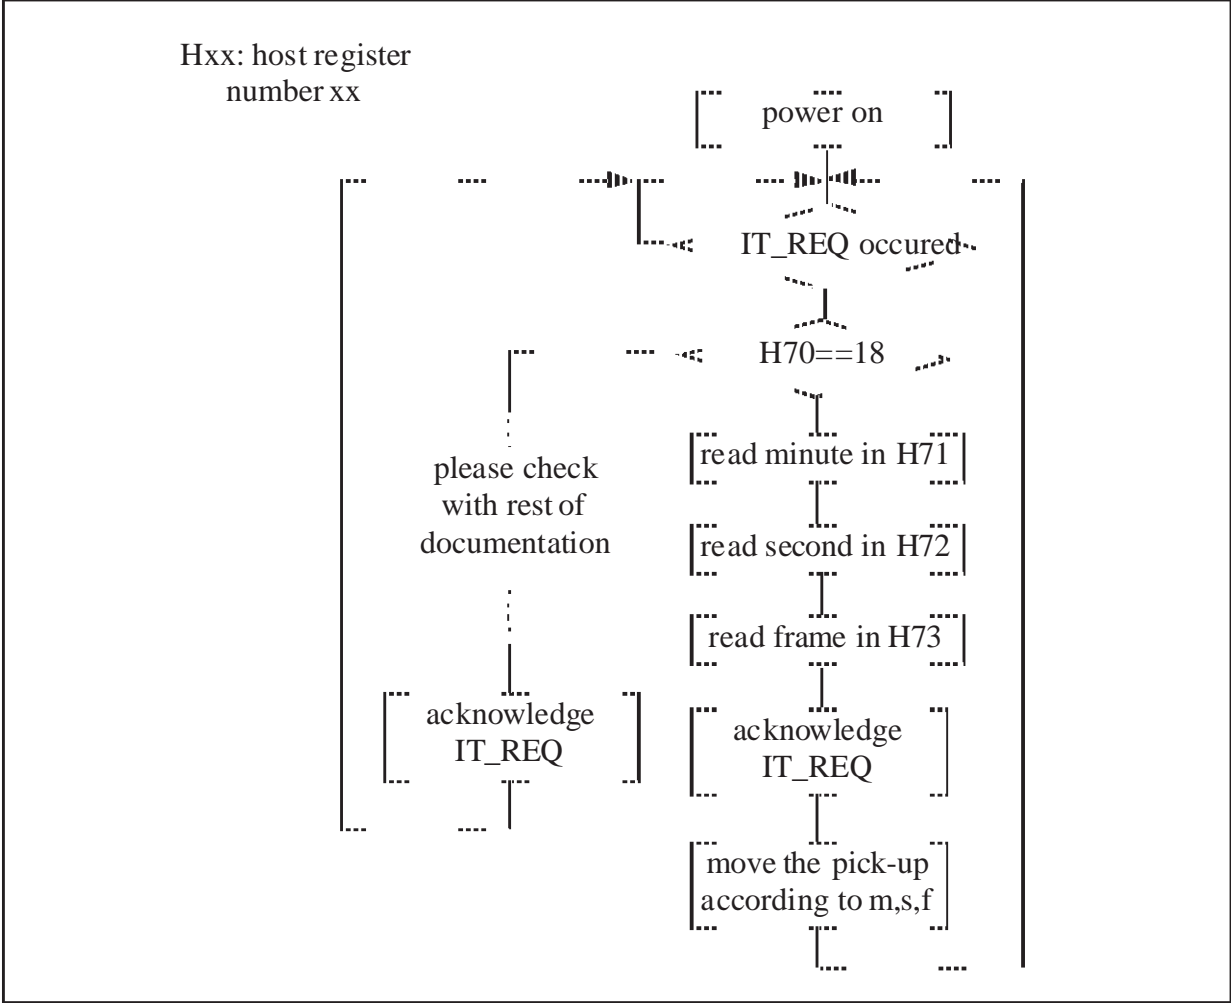 Hxx: host register
number xx
power on
IT_REQ occured
H70==18
please check
with rest of
documentation
read minute in H71
read second in H72
read frame in H73
acknowledge
IT_REQ
acknowledge
IT_REQ
move the pick-up
according to m,s,f